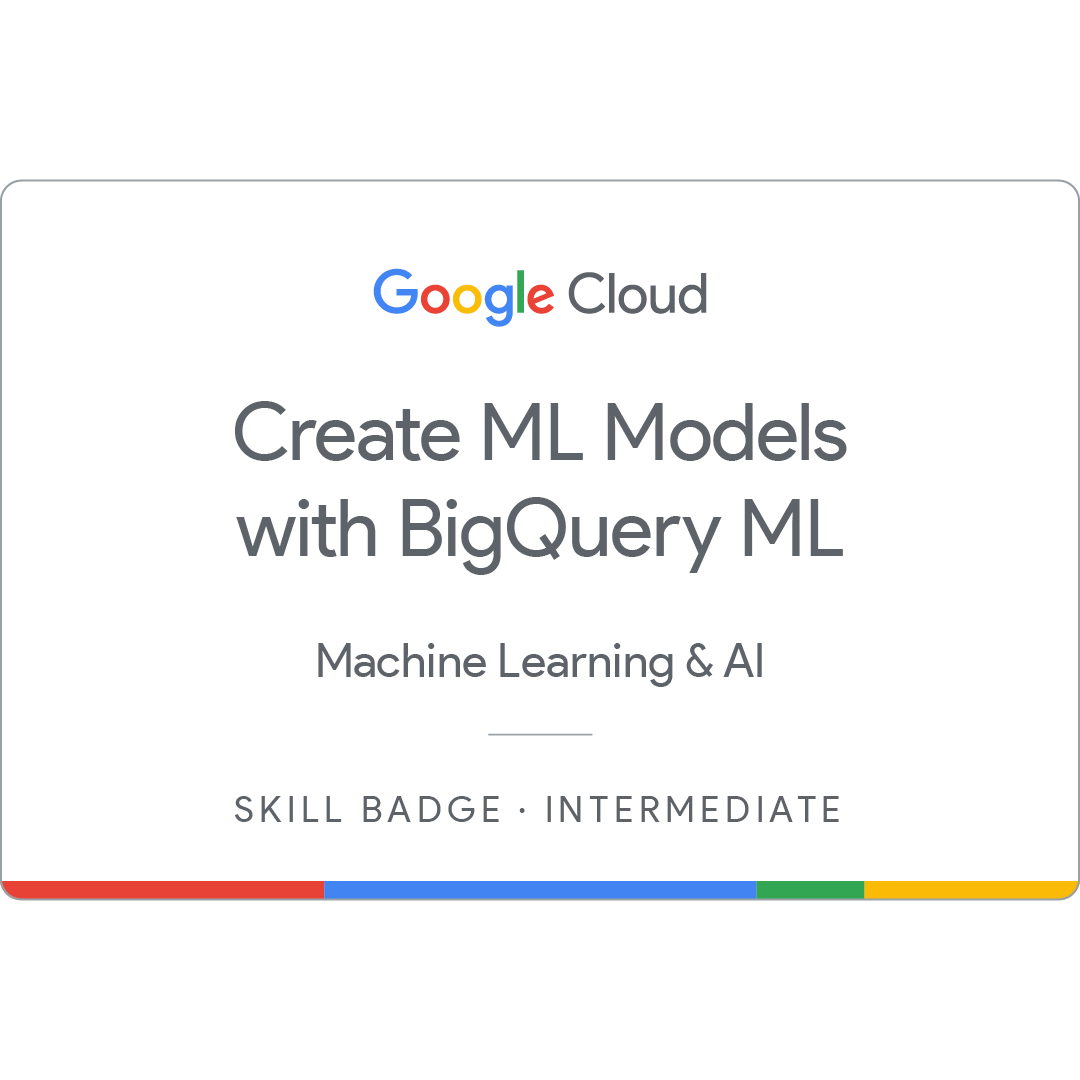 Google Cloud
Create ML Models
with BigQuery ML
Machine Learning & AI
SKILL BADGE · INTERMEDIATE